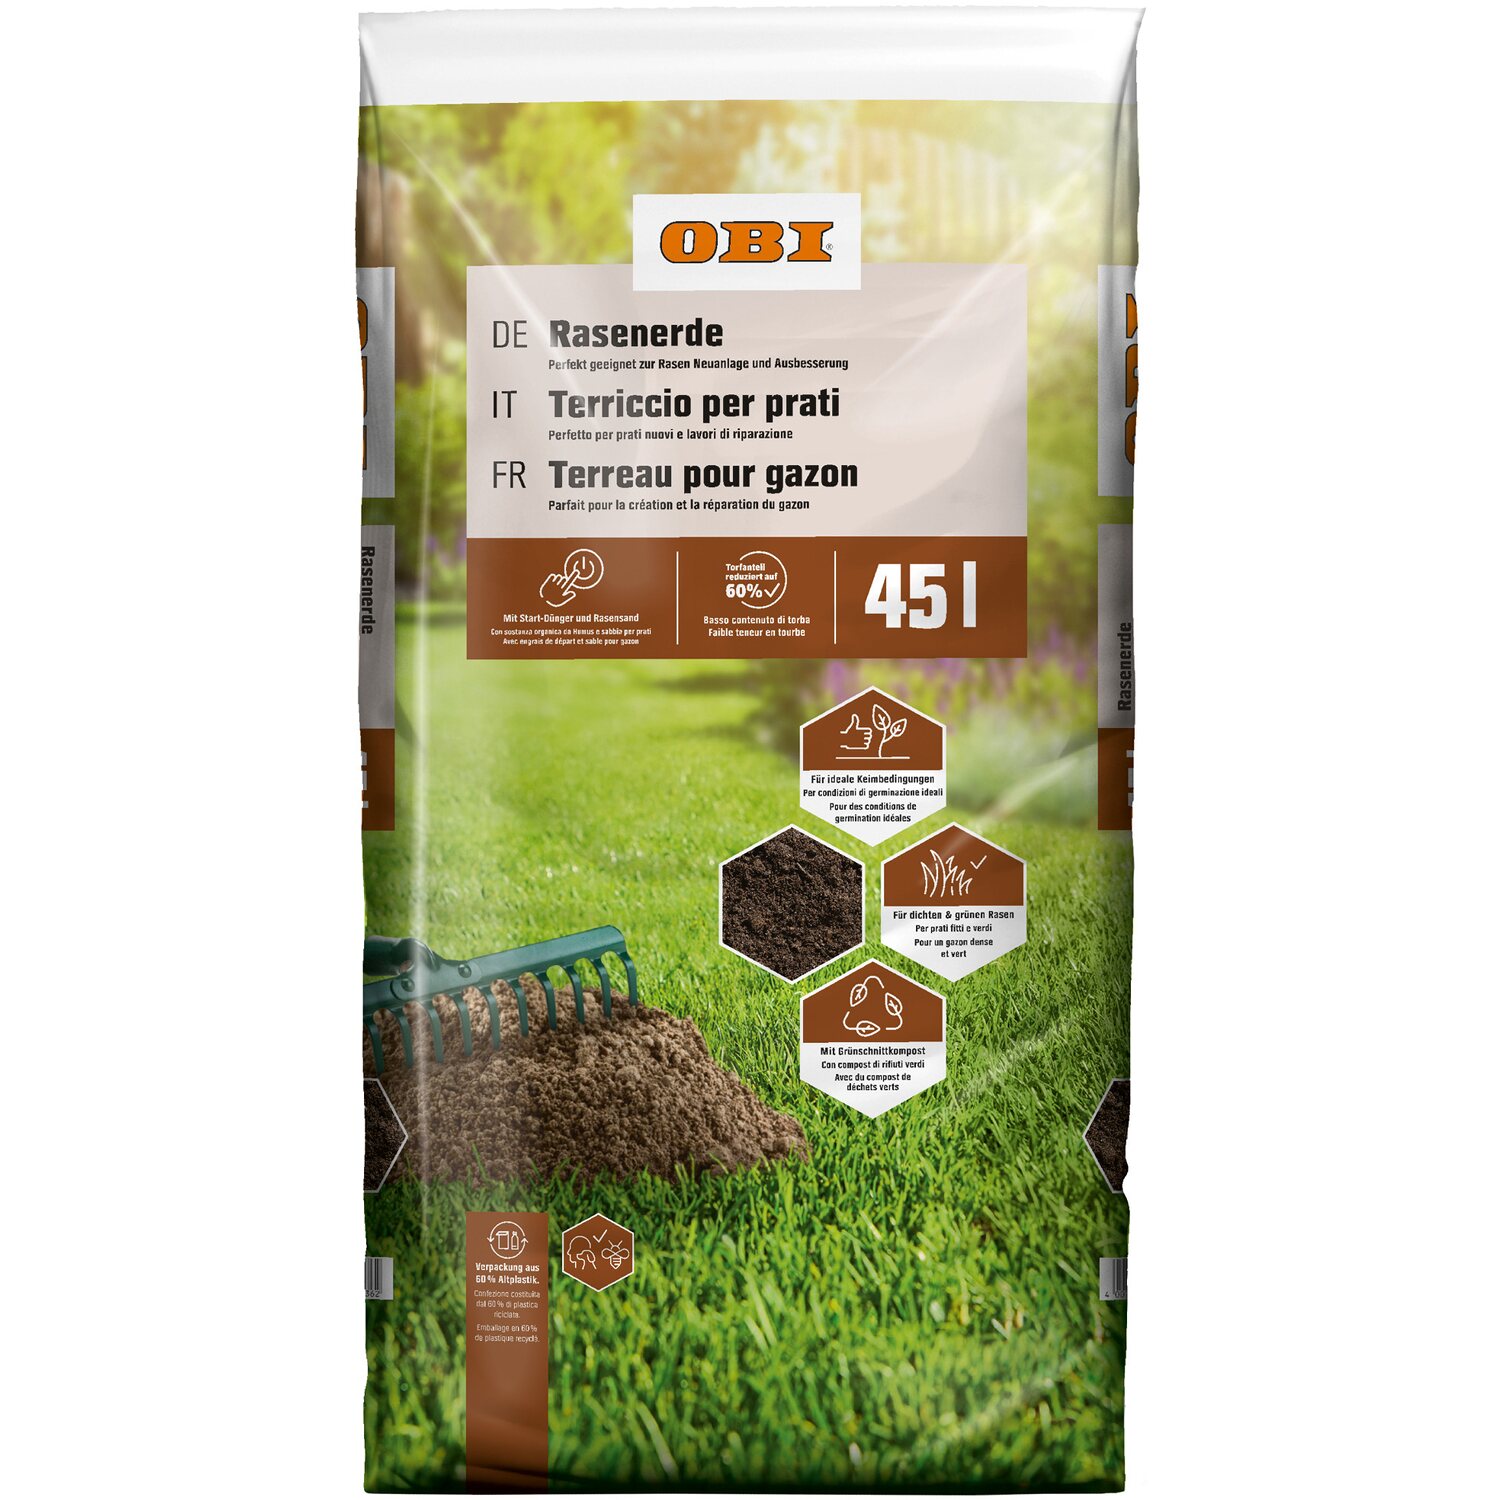 OBI®
DE Rasenerde
Perfekt geeignet zur Rasen Neuanlage und Ausbesserung
IT Terriccio per prati
Perfetto per prati nuovi e lavori di riparazione
FR Terreau pour gazon
Parfait pour la création et la réparation du gazon
Mit Start-Dünger und Rasensand
Con sostanza organica da Humus e sabbia per prati
Avec engrais de départ et sable pour gazon
Torfanteil
reduziert auf
60%
Basso contenuto di torba
Faible teneur en tourbe
45 l
Rasenerde
Rasenerde
Für ideale Keimbedingungen
Per condizioni di germinazione ideali
Pour des conditions de
germination idéales
Für dichten & grünen Rasen
Per prati fitti e verdi
Pour un gazon dense
et vert
Mit Grünschnittkompost
Con compost di rifiuti verdi
Avec du compost de
déchets verts
Verpackung aus
60 % Altplastik.
Confezione costituita
dal 60 % di plastica
riciclata.
Emballage en 60 %
de plastique recyclé.